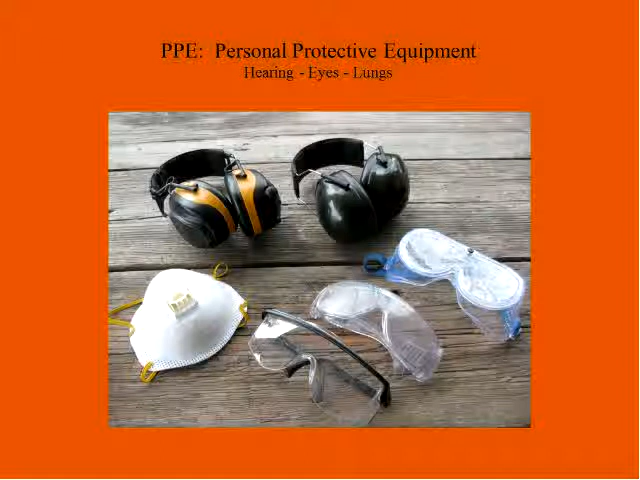 PPE:  Personal Protective Equipment
Hearing - Eyes - Lungs